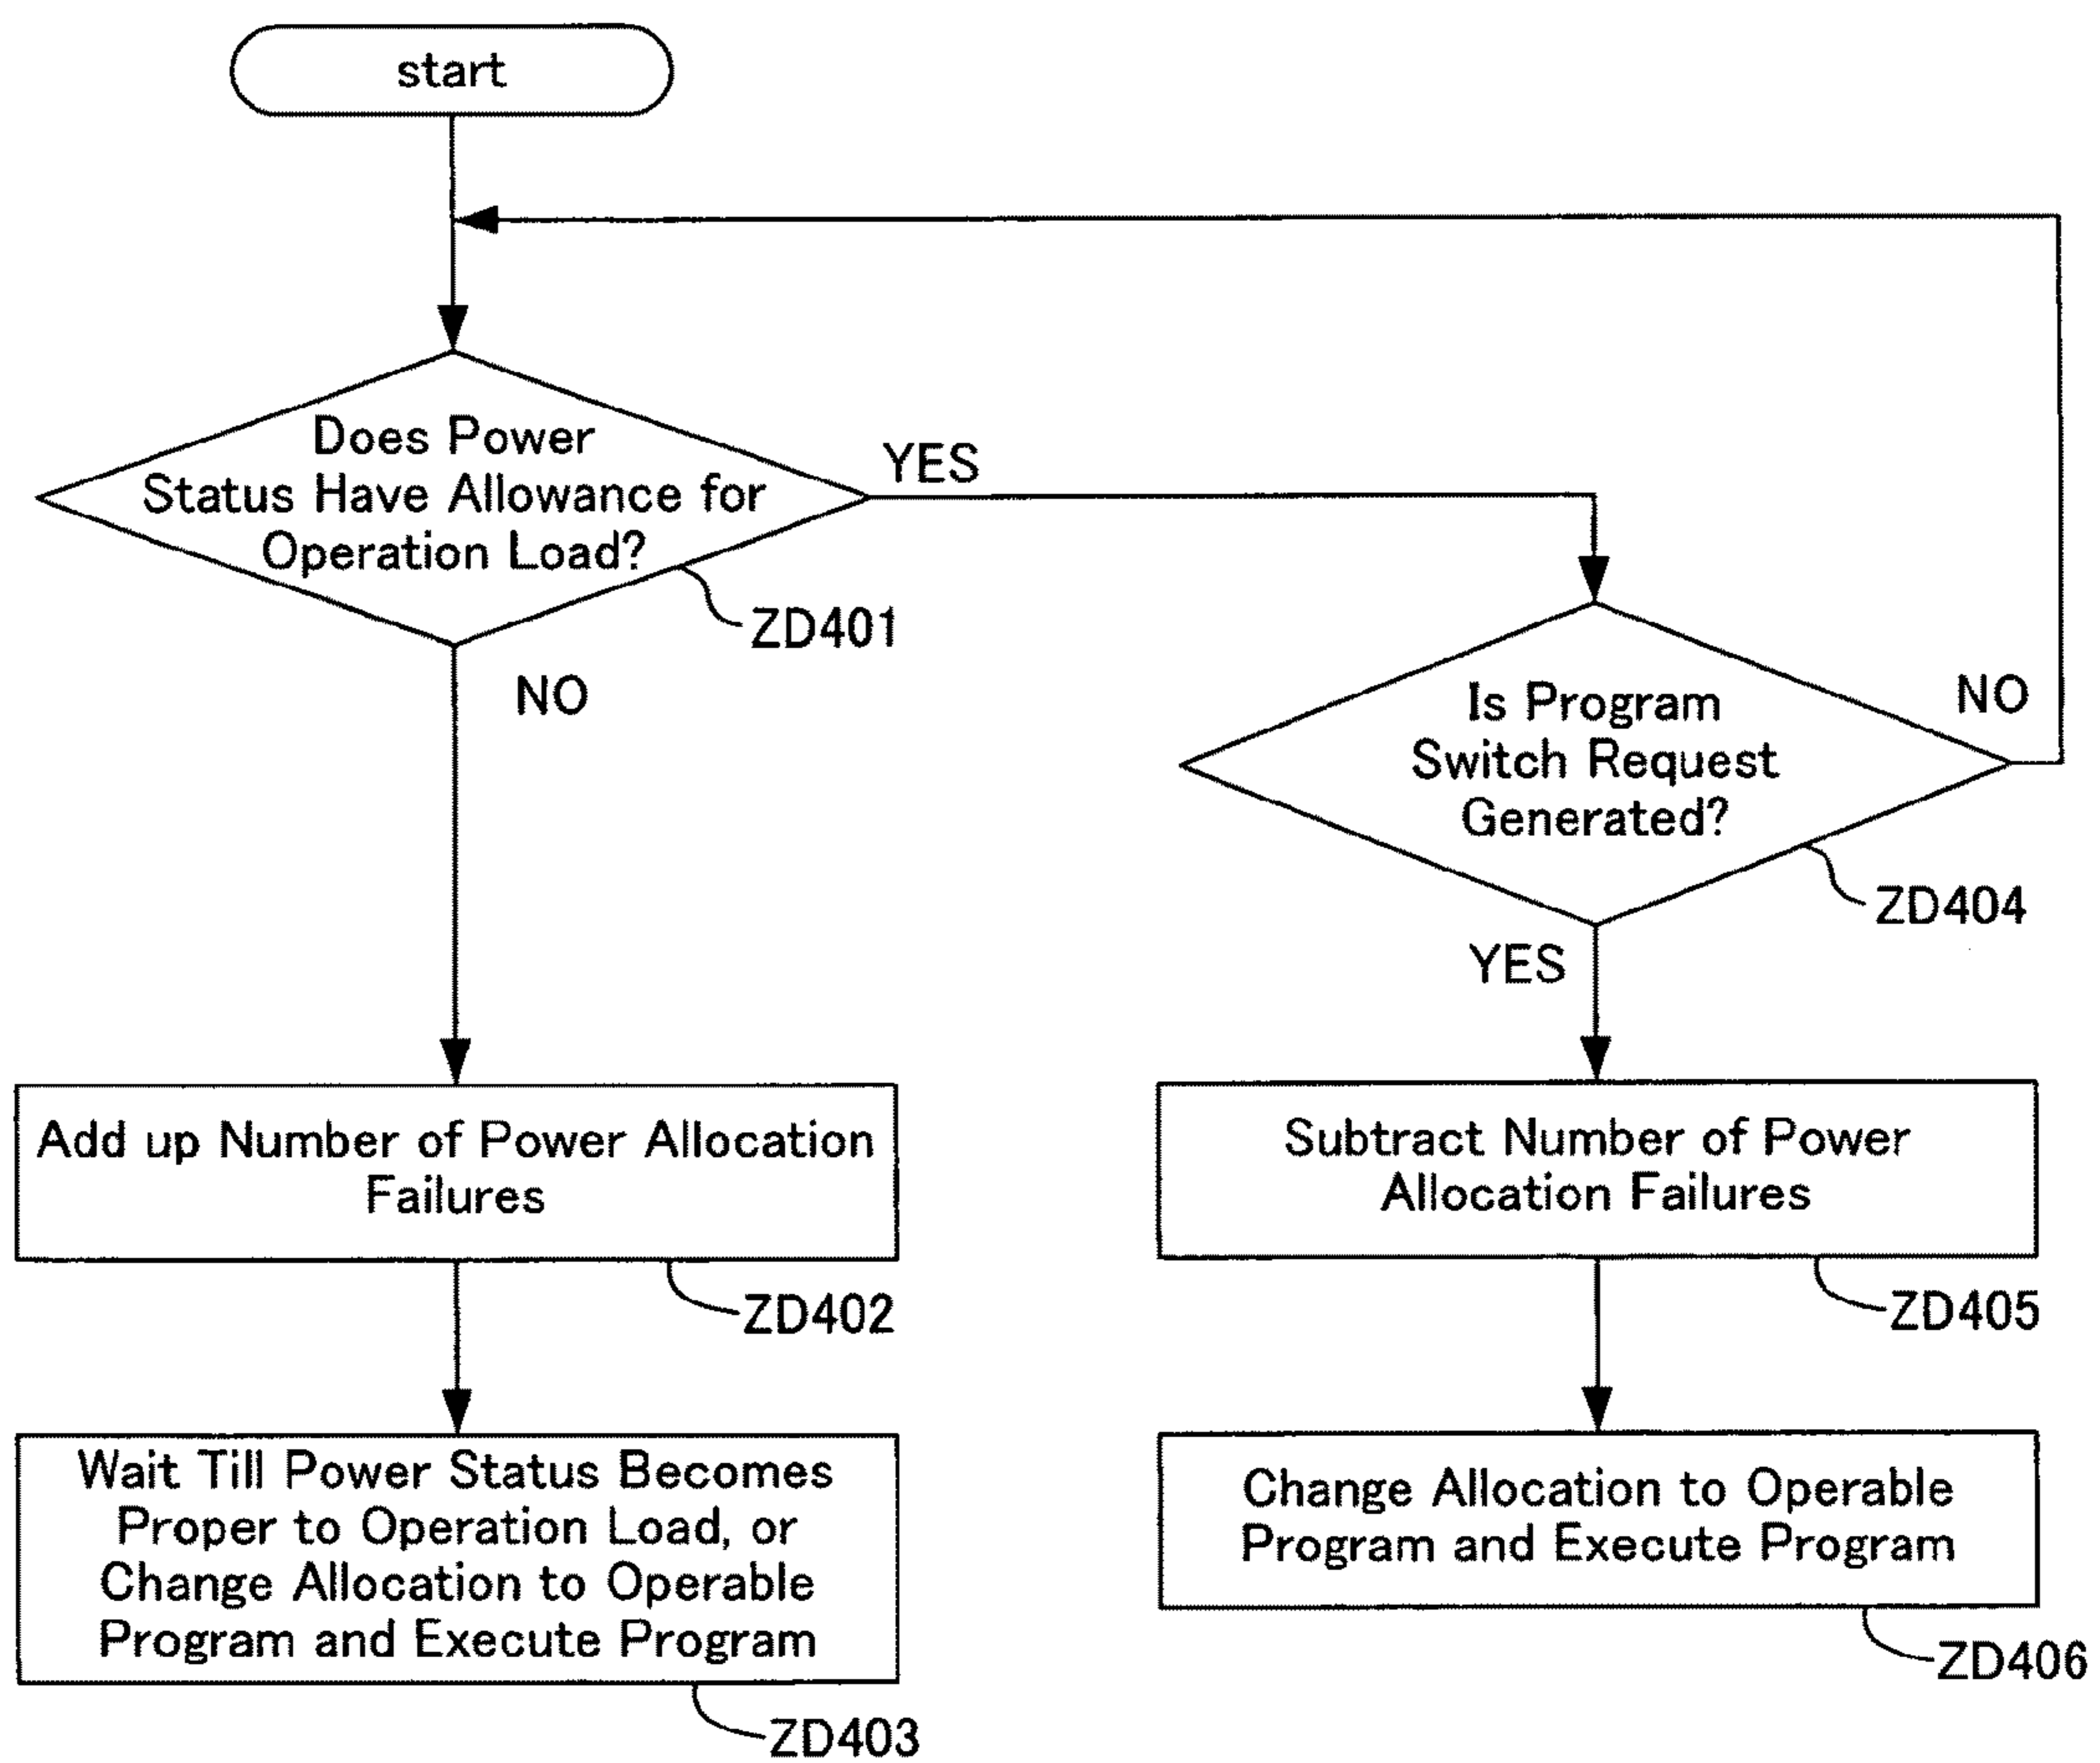 start
Does Power
Status Have Allowance for
Operation Load?
YES
ZD401
NO
Is Program
Switch Request
Generated?
NO
ZD404
YES
Add up Number of Power Allocation
Failures
ZD402
Subtract Number of Power
Allocation Failures
ZD405
Wait Till Power Status Becomes
Proper to Operation Load, or
Change Allocation to Operable
Program and Execute Program
ZD403
Change Allocation to Operable
Program and Execute Program
ZD406